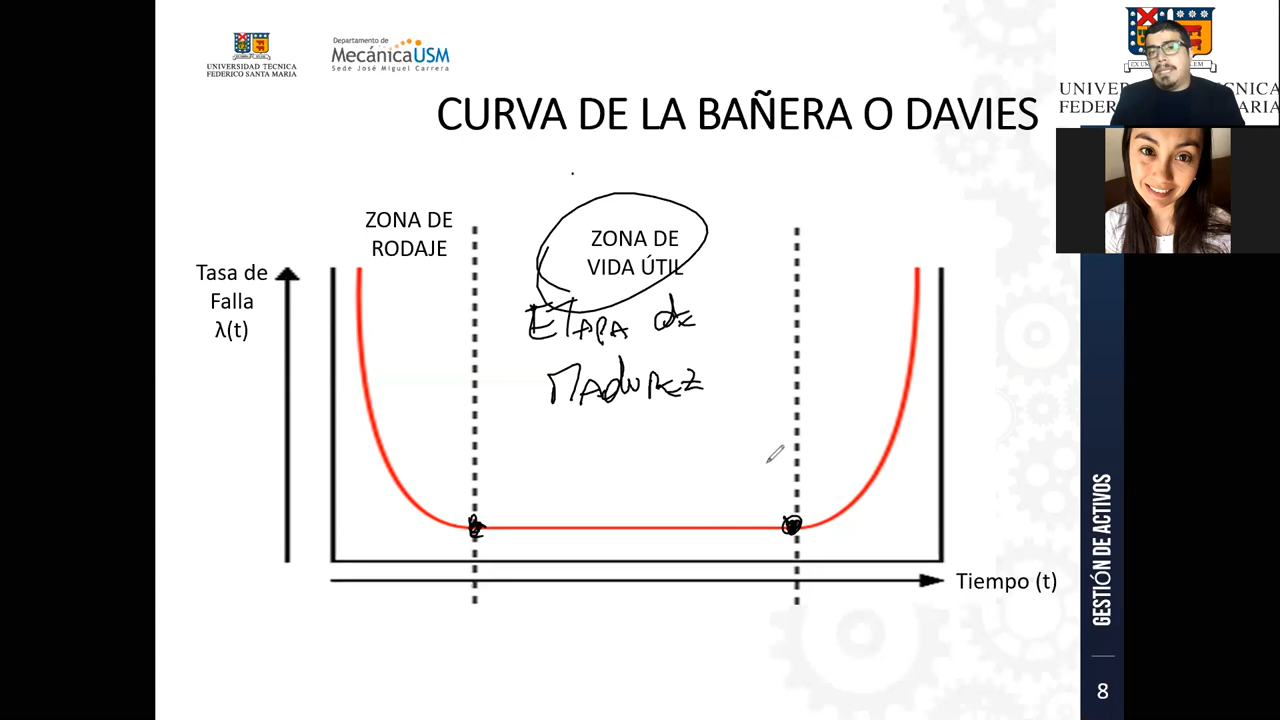 UNIVERSIDAD TECNICA
FEDERICO SANTA MARIA
Departamento de
MecánicaUSM
Sede José Miguel Carrera
CURVA DE LA BAÑERA O DAVIES
ZONA DE
RODAJE
ZONA DE
VIDA ÚTIL
ETAPA de
MADUREZ
Tasa de
Falla
λ(t)
Tiempo (t)
GESTIÓN DE ACTIVOS
8